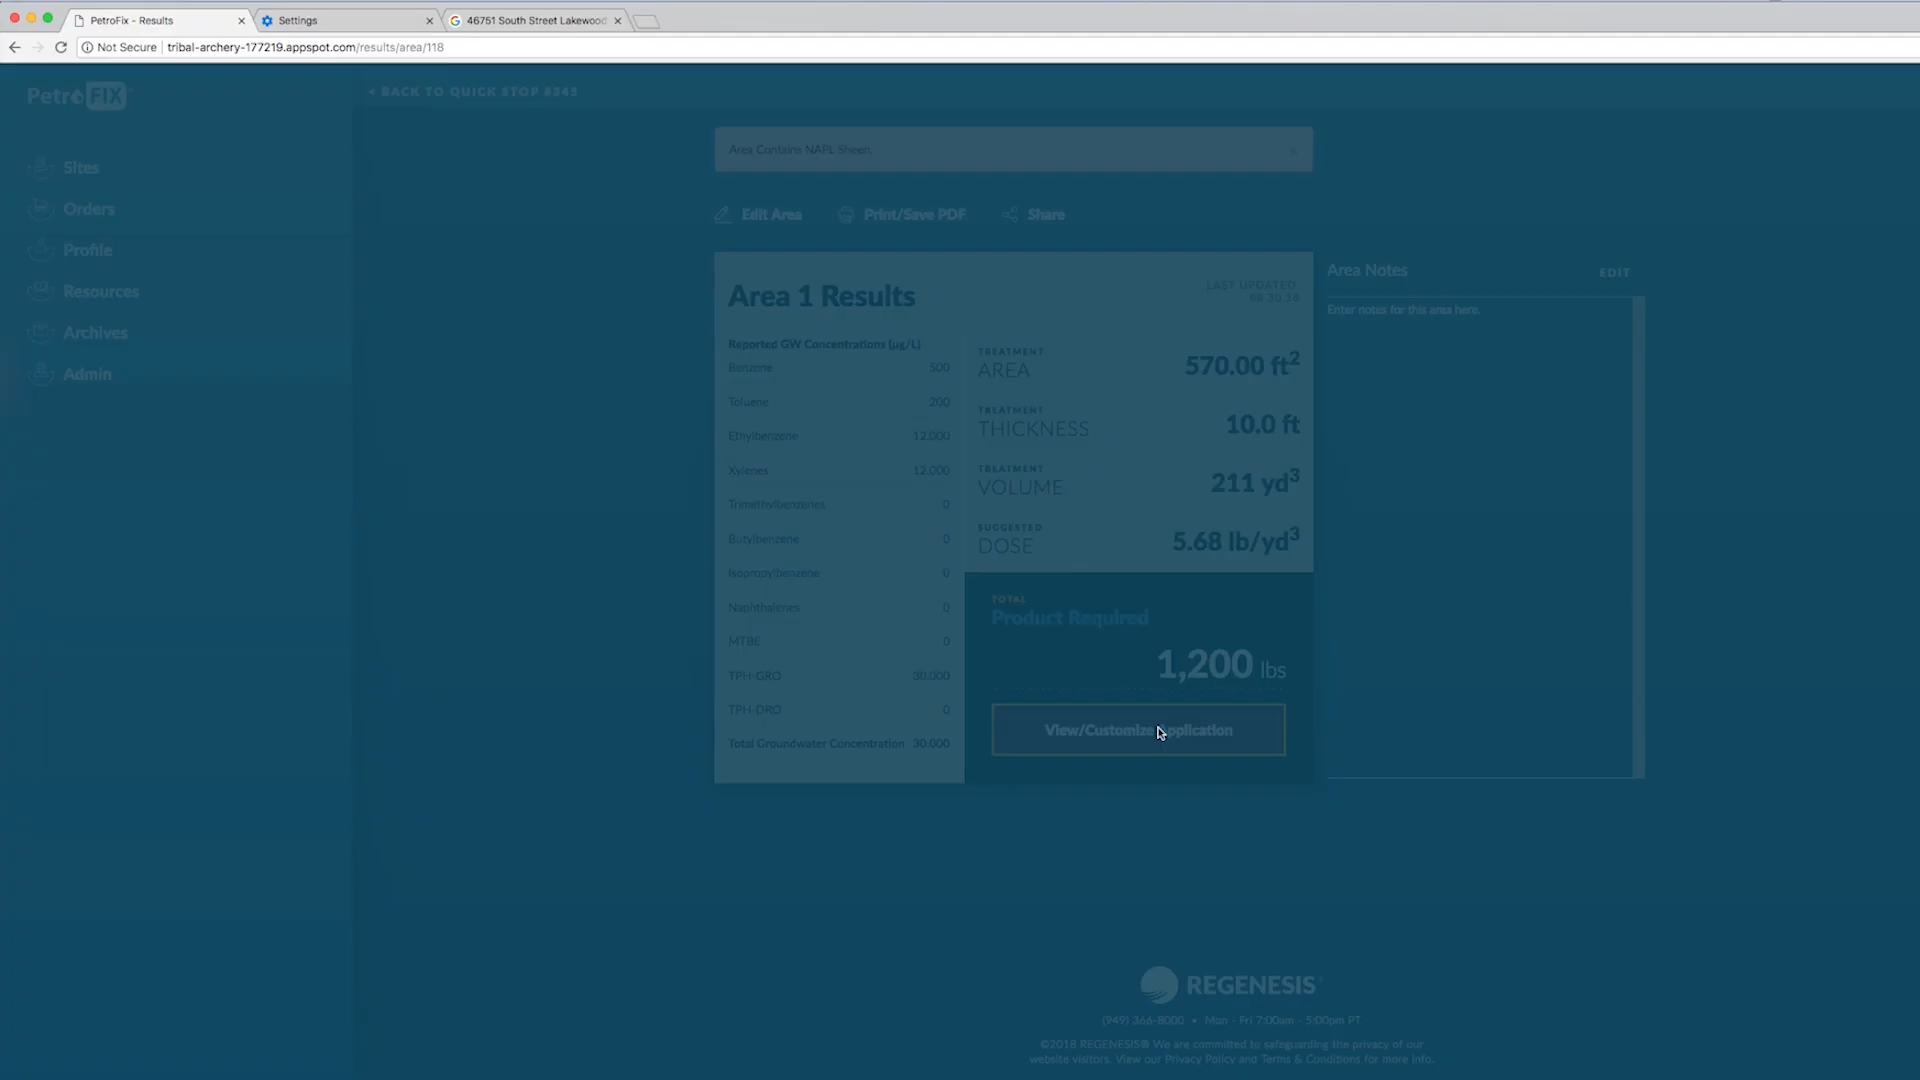 PetroFix - Results
Settings
46751 South Street Lakewood
Not Secure | tribal-archery-177219.appspot.com/results/area/118
PetroFIX
< BACK TO QUICK STOP #345
Sites
Orders
Profile
Resources
Archives
Admin
Area Contains NAPL Sheen.
Edit Area
Print/Save PDF
Share
Area 1 Results
LAST UPDATED
Reported GW Concentrations (µg/L)
Benzene 500
Toluene 200
Ethylbenzene 12,000
Xylenes 12,000
Trimethylbenzenes 0
Butylbenzene 0
Isopropylbenzene 0
Naphthalenes 0
MTBE 0
TPH-GRO 30,000
TPH-DRO 0
Total Groundwater Concentration 30,000
TREATMENT
AREA 570.00 ft²
TREATMENT
THICKNESS 10.0 ft
TREATMENT
VOLUME 211 yd³
SUGGESTED
DOSE 5.68 lb/yd³
TOTAL
Product Required
1,200 lbs
View/Customize Application
Area Notes
EDIT
Enter notes for this area here.
REGENESIS
(949) 366-8000 • Mon - Fri 7:00am - 5:00pm PT
©2018 REGENESIS® We are committed to safeguarding the privacy of our
website visitors. View our Privacy Policy and Terms & Conditions for more info.